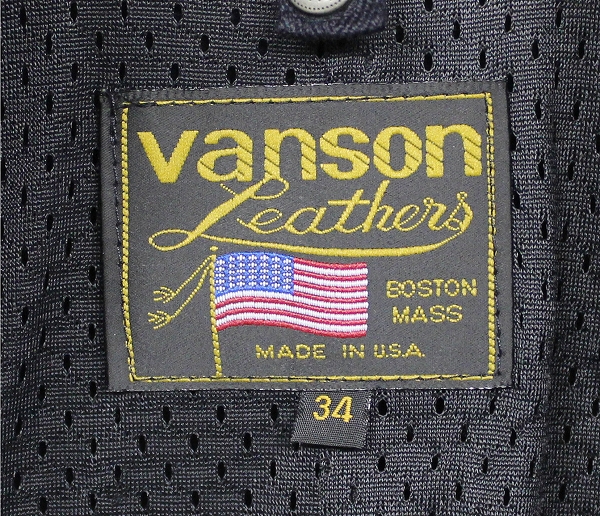 vanson
Leathers
BOSTON
MASS
MADE IN U.S.A.
34